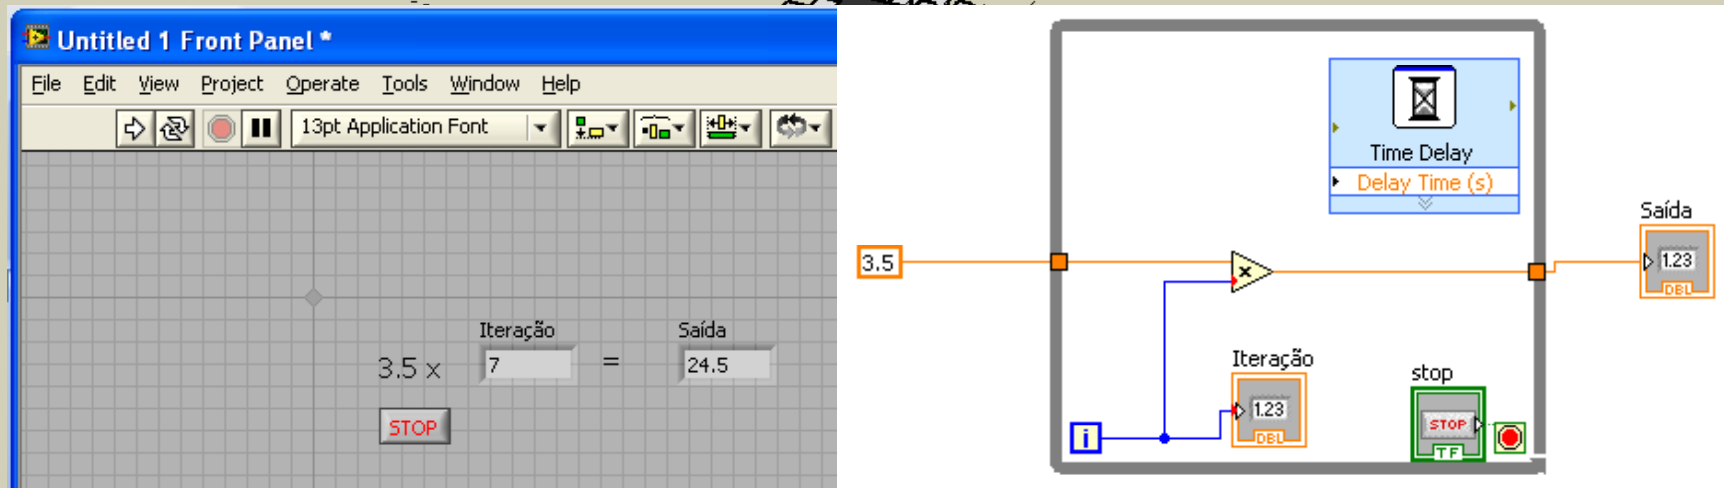 Untitled 1 Front Panel *
File Edit View Project Operate Tools Window Help
13pt Application Font
Iteração
Saída
3.5 x
7
=
24.5
STOP
Time Delay
Delay Time (s)
Saída
3.5
x
1.23
DBL
Iteração
1.23
DBL
i
stop
STOP
TF